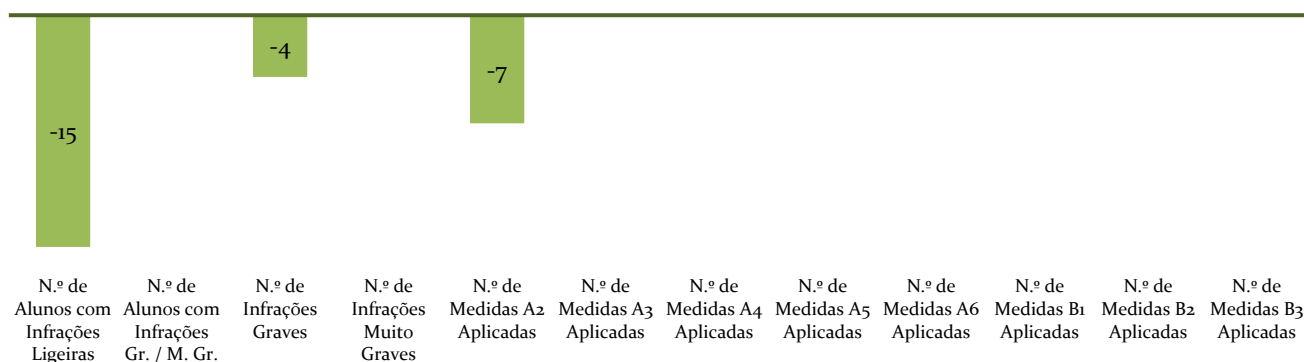 -15
-4
-7
N.º de
Alunos com
Infrações
Ligeiras
N.º de
Alunos com
Infrações
Gr. / M. Gr.
N.º de
Infrações
Graves
N.º de
Infrações
Muito
Graves
N.º de
Medidas A2
Aplicadas
N.º de
Medidas A3
Aplicadas
N.º de
Medidas A4
Aplicadas
N.º de
Medidas A5
Aplicadas
N.º de
Medidas A6
Aplicadas
N.º de
Medidas B1
Aplicadas
N.º de
Medidas B2
Aplicadas
N.º de
Medidas B3
Aplicadas